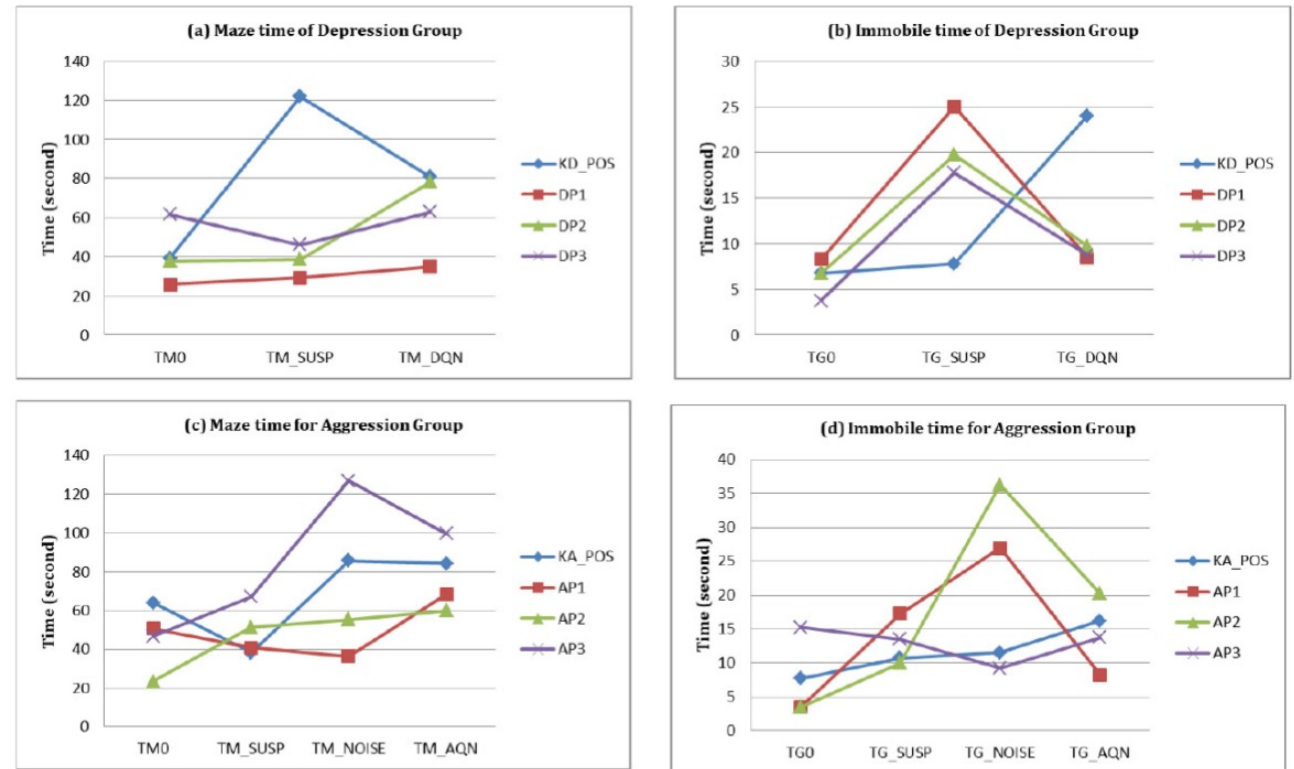 (a) Maze time of Depression Group
Time (second)
140
120
100
80
60
40
20
0
TM0 TM_SUSP TM_DQN
KD_POS
DP1
DP2
DP3
(b) Immobile time of Depression Group
Time (second)
30
25
20
15
10
5
0
TG0 TG_SUSP TG_DQN
KD_POS
DP1
DP2
DP3
(c) Maze time for Aggression Group
Time (second)
140
120
100
80
60
40
20
0
TM0 TM_SUSP TM_NOISE TM_AQN
KA_POS
AP1
AP2
AP3
(d) Immobile time for Aggression Group
Time (second)
40
35
30
25
20
15
10
5
0
TG0 TG_SUSP TG_NOISE TG_AQN
KA_POS
AP1
AP2
AP3